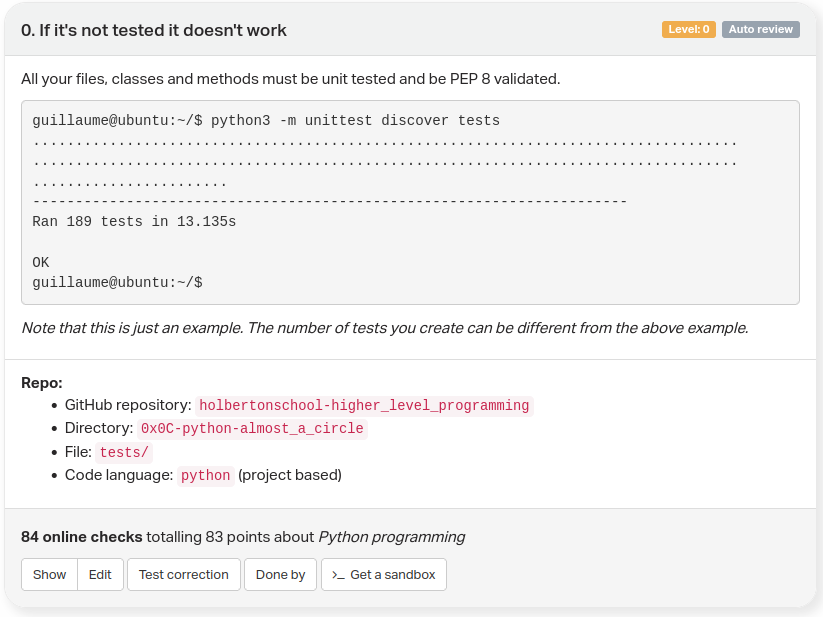 0. If it's not tested it doesn't work
Level: 0 Auto review
All your files, classes and methods must be unit tested and be PEP 8 validated.
guillaume@ubuntu:~/$ python3 -m unittest discover tests
...................................................................................
...................................................................................
.......................
----------------------------------------------------------------------
Ran 189 tests in 13.135s
OK
guillaume@ubuntu:~/$
Note that this is just an example. The number of tests you create can be different from the above example.
Repo:
• GitHub repository: holbertonschool-higher_level_programming
• Directory: 0x0C-python-almost_a_circle
• File: tests/
• Code language: python (project based)
84 online checks totalling 83 points about Python programming
Show Edit Test correction Done by >_ Get a sandbox